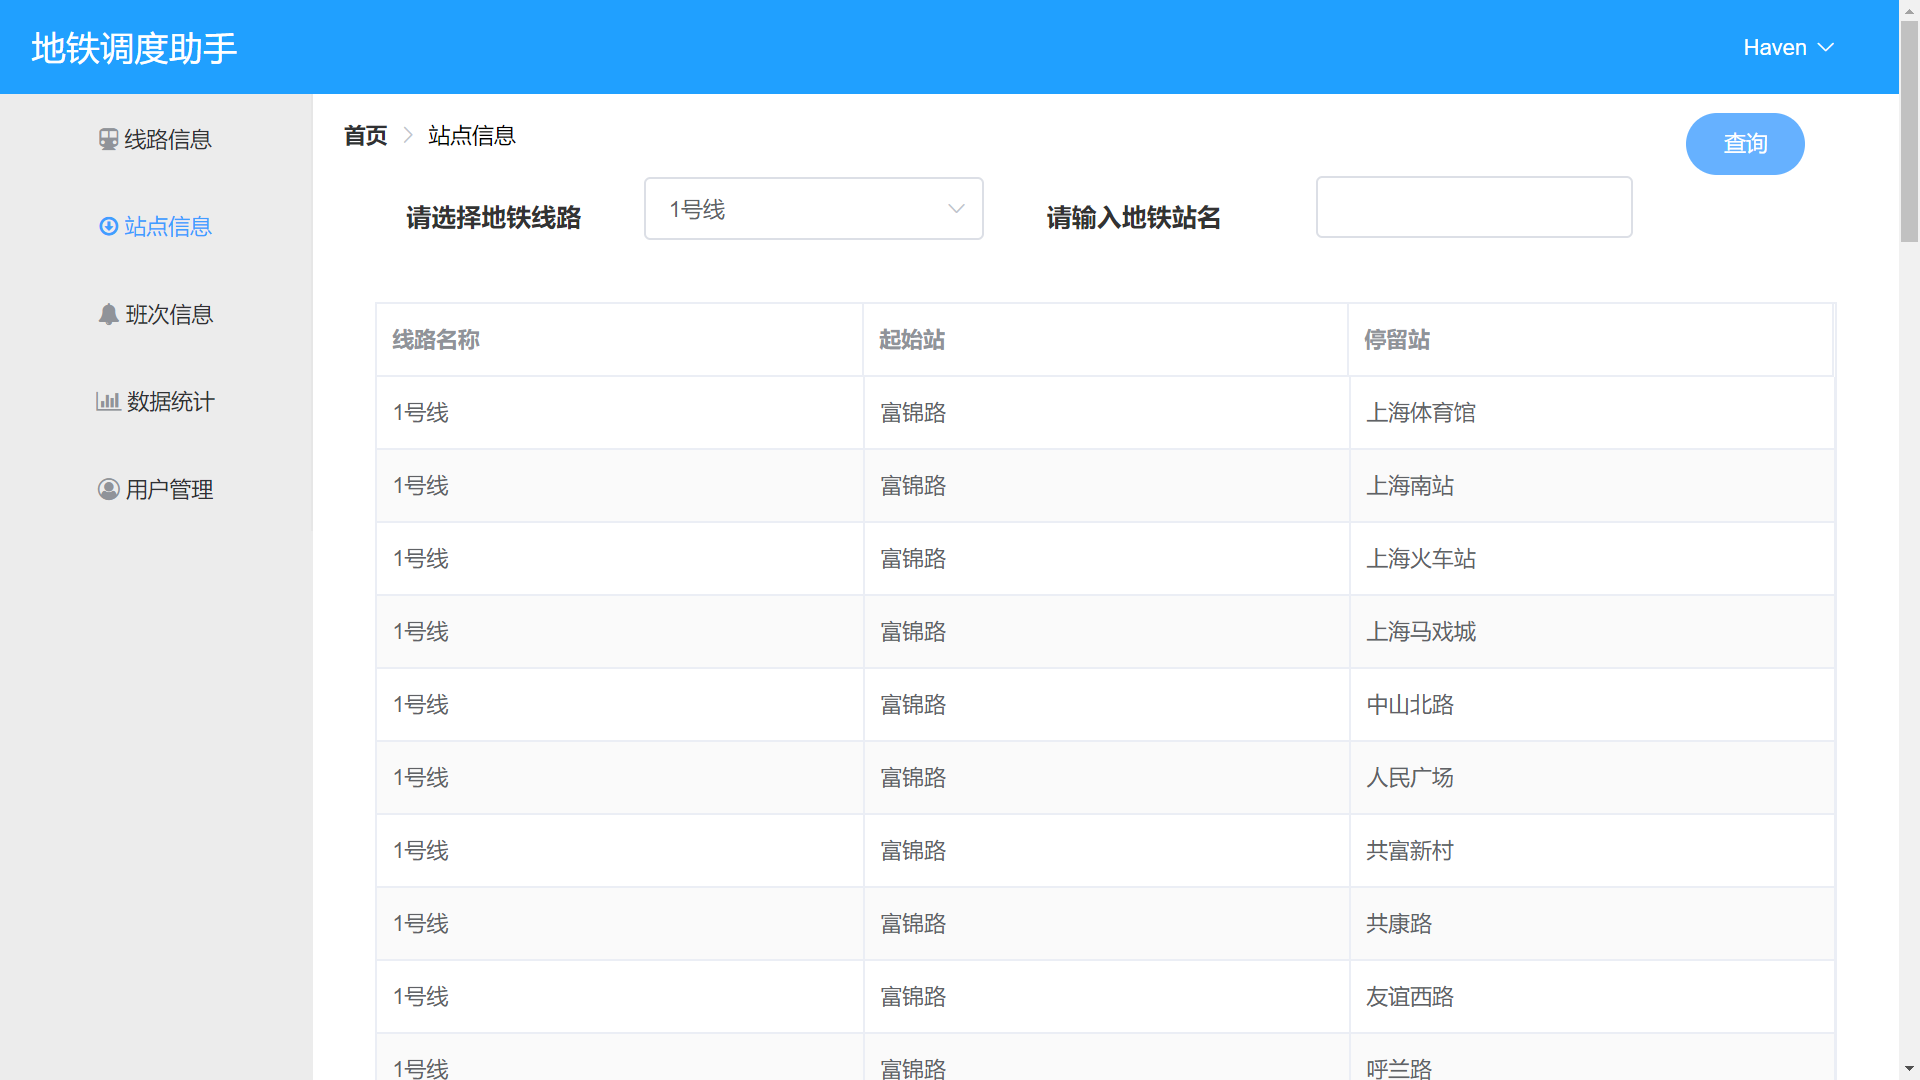 地铁调度助手
Haven
线路信息
站点信息
班次信息
数据统计
用户管理
首页 站点信息
查询
请选择地铁线路 1号线 请输入地铁站名
线路名称 起始站 停留站
1号线 富锦路 上海体育馆
1号线 富锦路 上海南站
1号线 富锦路 上海火车站
1号线 富锦路 上海马戏城
1号线 富锦路 中山北路
1号线 富锦路 人民广场
1号线 富锦路 共富新村
1号线 富锦路 共康路
1号线 富锦路 友谊西路
1号线 富锦路 呼兰路